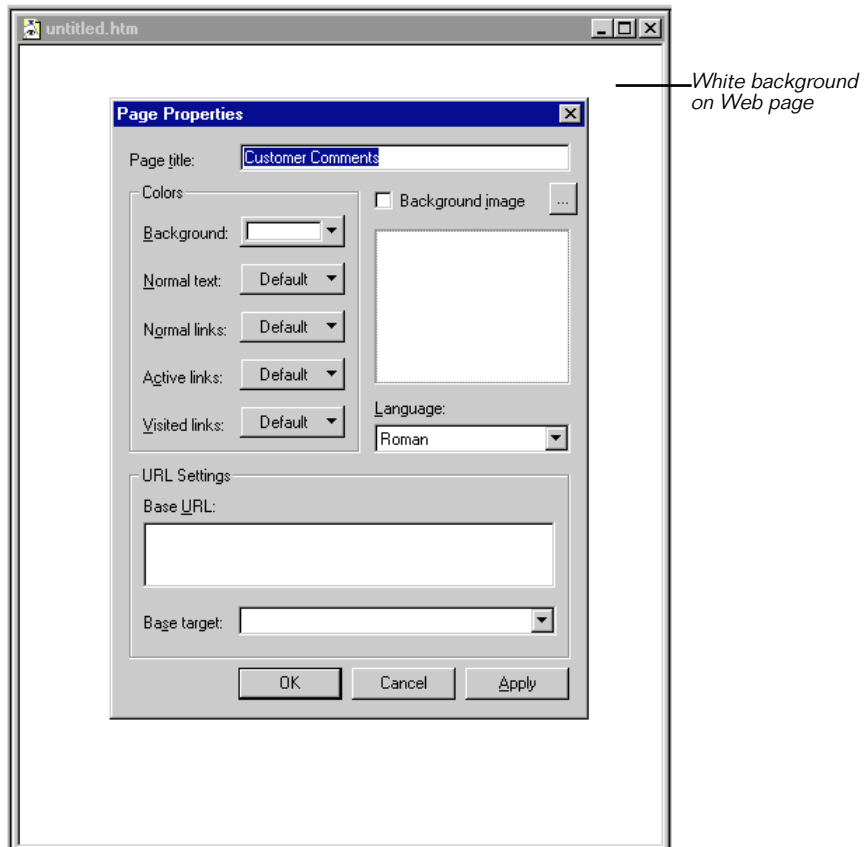 untitled.htm
White background
on Web page
Page Properties
Page title: Customer Comments
Colors
Background image ...
Background:
Normal text: Default
Normal links: Default
Active links: Default
Visited links: Default
Language:
Roman
URL Settings
Base URL:
Base target:
OK Cancel Apply